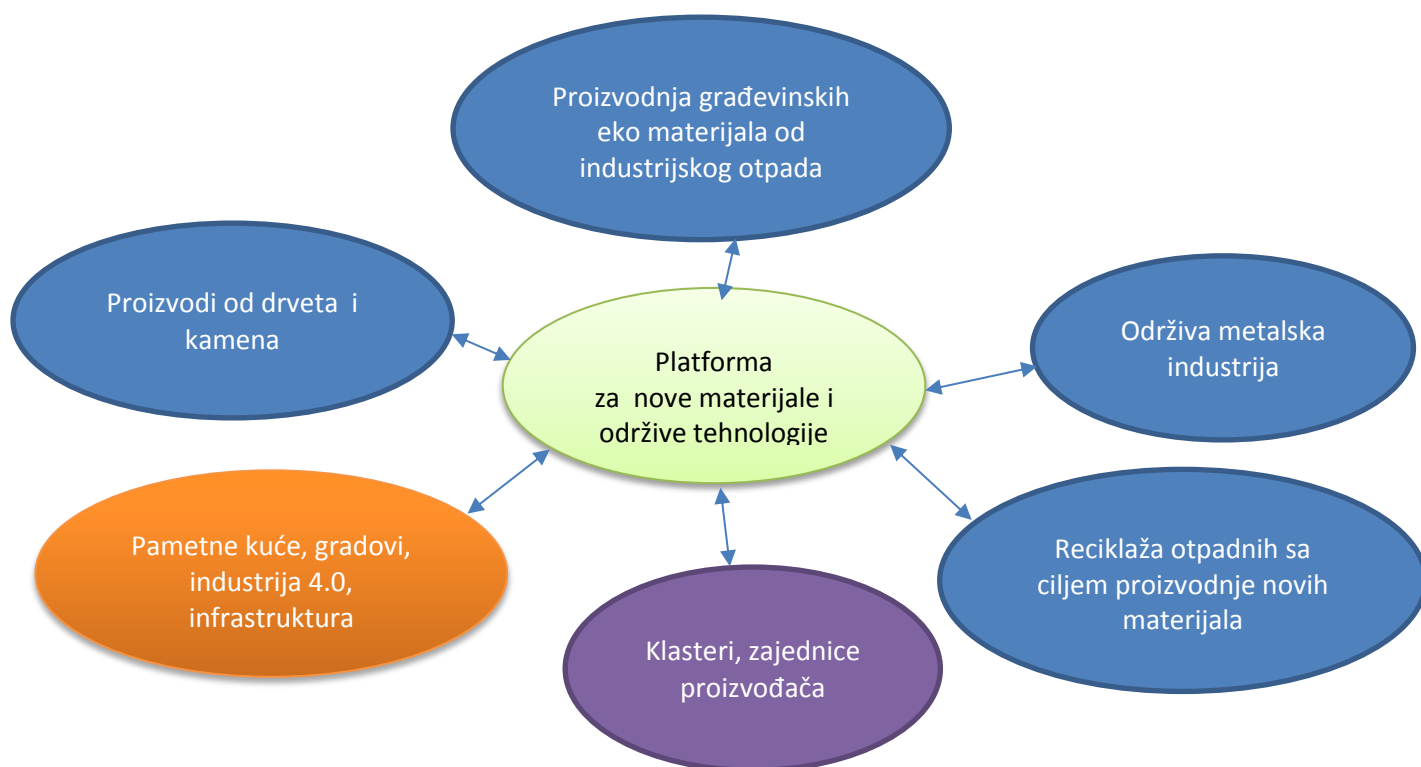 Proizvodnja građevinskih
eko materijala od
industrijskog otpada
Proizvodi od drveta i
kamena
Platforma
za nove materijale i
održive tehnologije
Održiva metalska
industrija
Pametne kuće, gradovi,
industrija 4.0,
infrastruktura
Reciklaža otpadnih sa
ciljem proizvodnje novih
materijala
Klasteri, zajednice
proizvođača